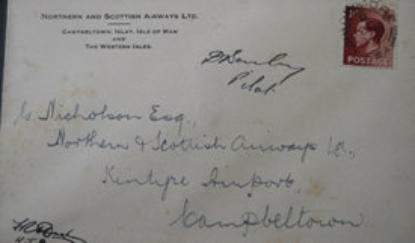 NORTHERN AND SCOTTISH AIRWAYS LTD.
CAMPBELTOWN, ISLAY, ISLE OF MAN
AND
THE WESTERN ISLES.
POSTAGE
Pilot
Nicholson Esq.,
Northern & Scottish Airways Ld.,
Kintyre Airport,
Campbeltown.